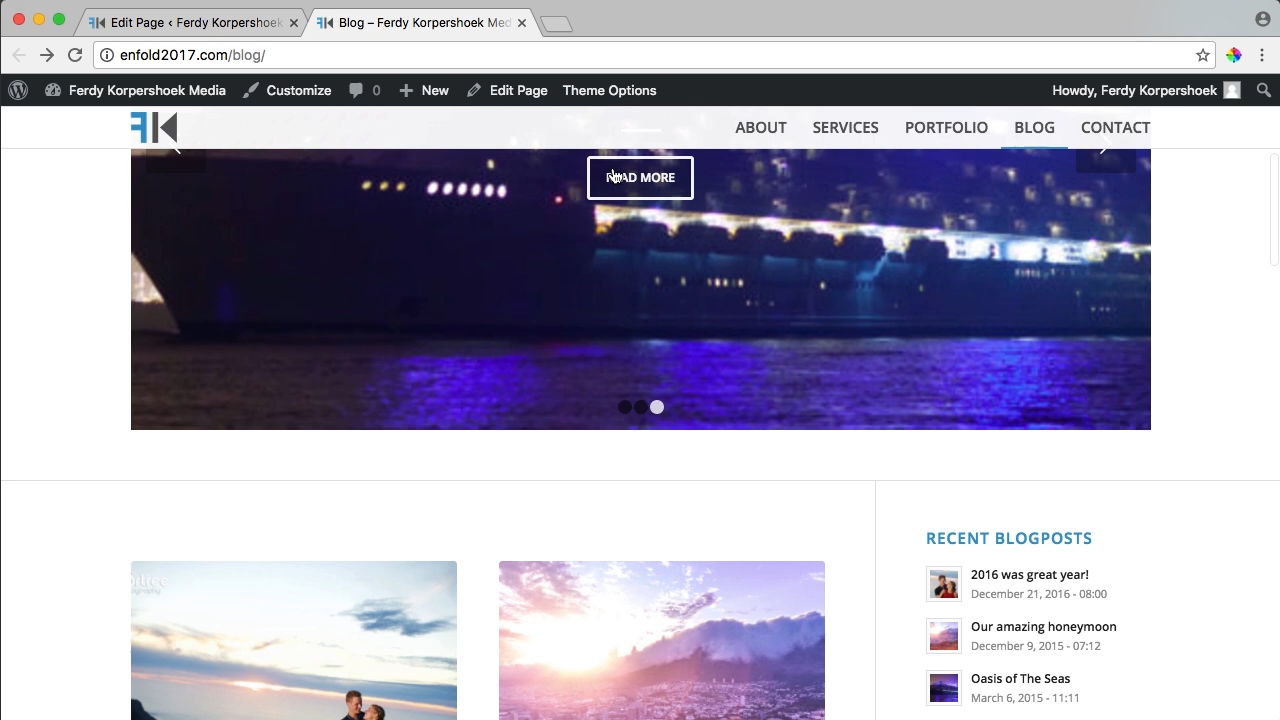 Edit Page ‹ Ferdy Korpershoek
Blog – Ferdy Korpershoek Med
enfold2017.com/blog/
Ferdy Korpershoek Media
Customize
0
New
Edit Page
Theme Options
Howdy, Ferdy Korpershoek
FK
ABOUT
SERVICES
PORTFOLIO
BLOG
CONTACT
READ MORE
RECENT BLOGPOSTS
2016 was great year!
December 21, 2016 - 08:00
Our amazing honeymoon
December 9, 2015 - 07:12
Oasis of The Seas
March 6, 2015 - 11:11